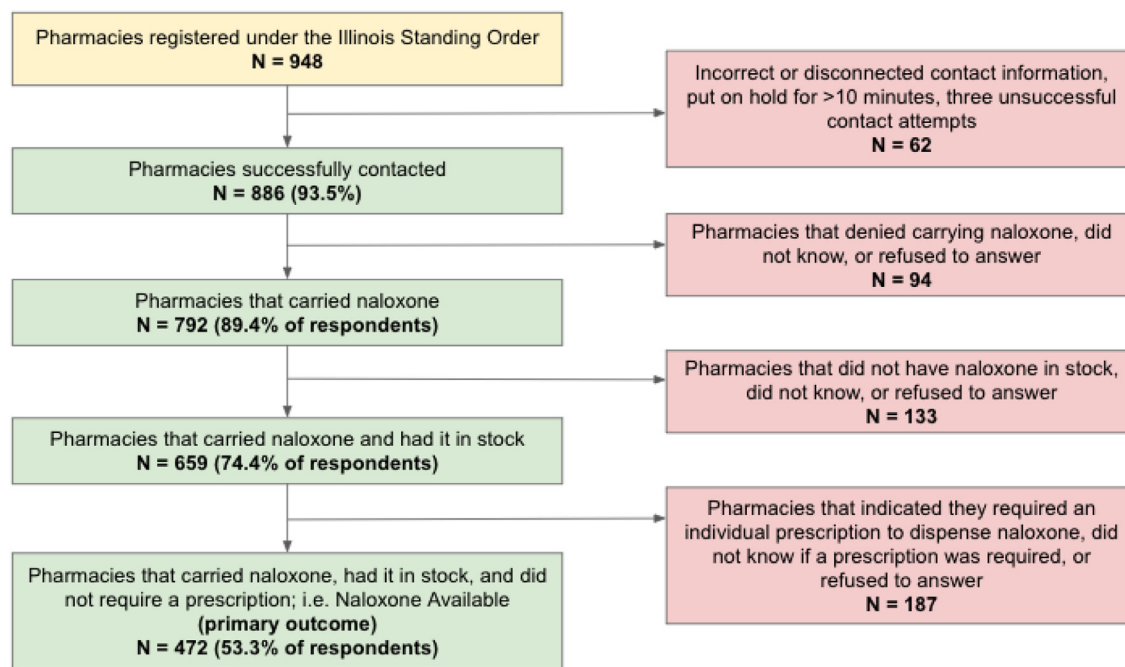 Pharmacies registered under the Illinois Standing Order
N = 948
Incorrect or disconnected contact information,
put on hold for >10 minutes, three unsuccessful
contact attempts
N = 62
Pharmacies successfully contacted
N = 886 (93.5%)
Pharmacies that denied carrying naloxone, did
not know, or refused to answer
N = 94
Pharmacies that carried naloxone
N = 792 (89.4% of respondents)
Pharmacies that did not have naloxone in stock,
did not know, or refused to answer
N = 133
Pharmacies that carried naloxone and had it in stock
N = 659 (74.4% of respondents)
Pharmacies that indicated they required an
individual prescription to dispense naloxone, did
not know if a prescription was required, or
refused to answer
N = 187
Pharmacies that carried naloxone, had it in stock, and did
not require a prescription; i.e. Naloxone Available
(primary outcome)
N = 472 (53.3% of respondents)